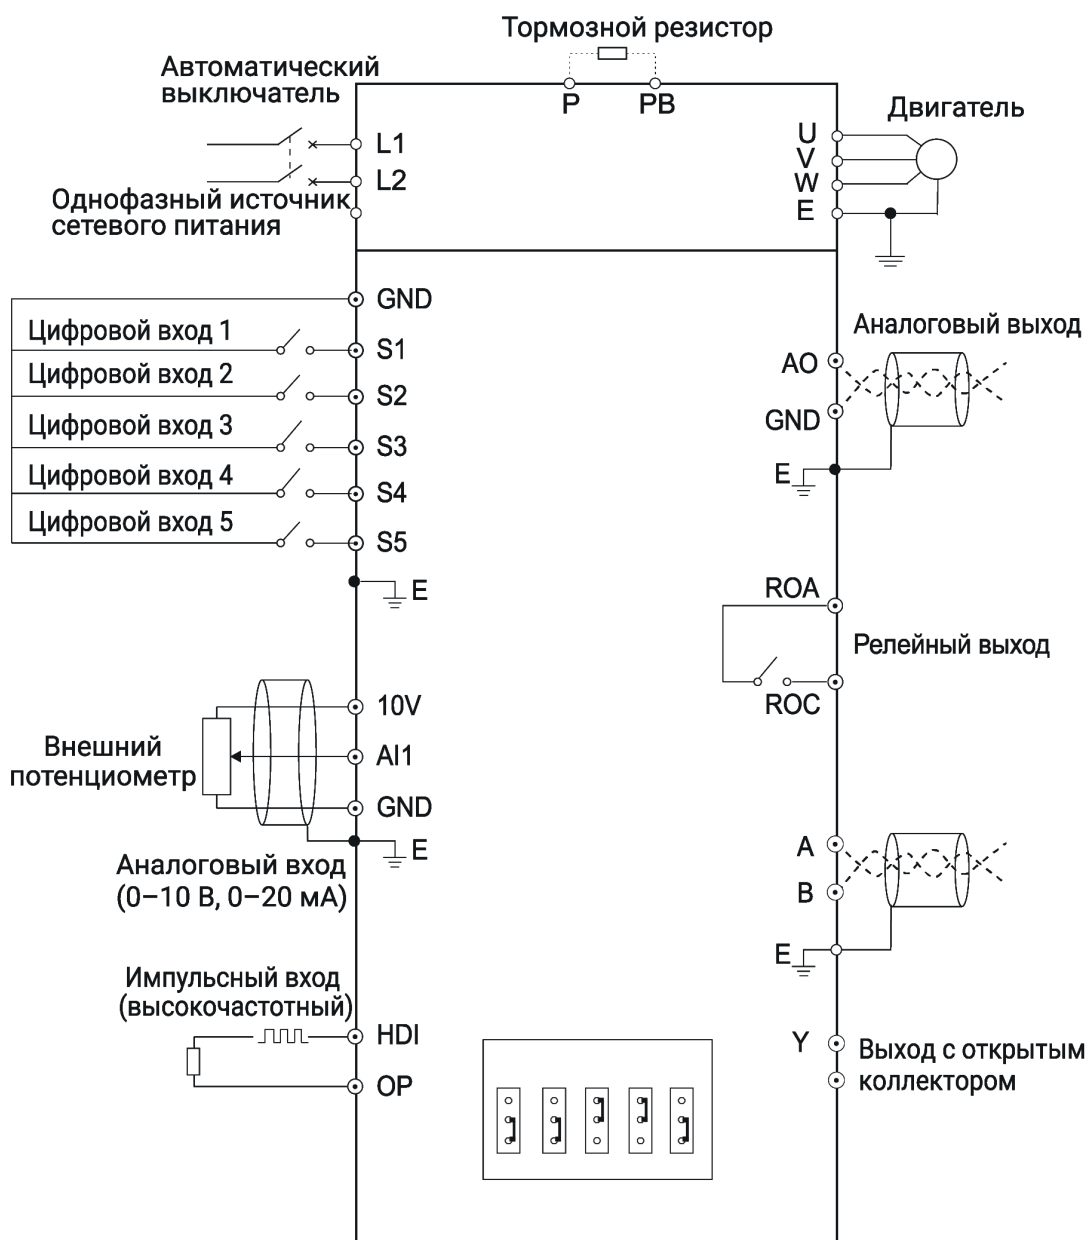 Тормозной резистор
P
PB
Автоматический
выключатель
L1
L2
Однофазный источник
сетевого питания
Двигатель
U
V
W
E
GND
Цифровой вход 1
S1
Цифровой вход 2
S2
Цифровой вход 3
S3
Цифровой вход 4
S4
Цифровой вход 5
S5
E
Аналоговый выход
AO
GND
E
ROA
Релейный выход
ROC
10V
Внешний
потенциометр
AI1
GND
E
Аналоговый вход
(0–10 В, 0–20 мА)
A
B
E
Импульсный вход
(высокочастотный)
HDI
OP
Y
Выход с открытым
коллектором